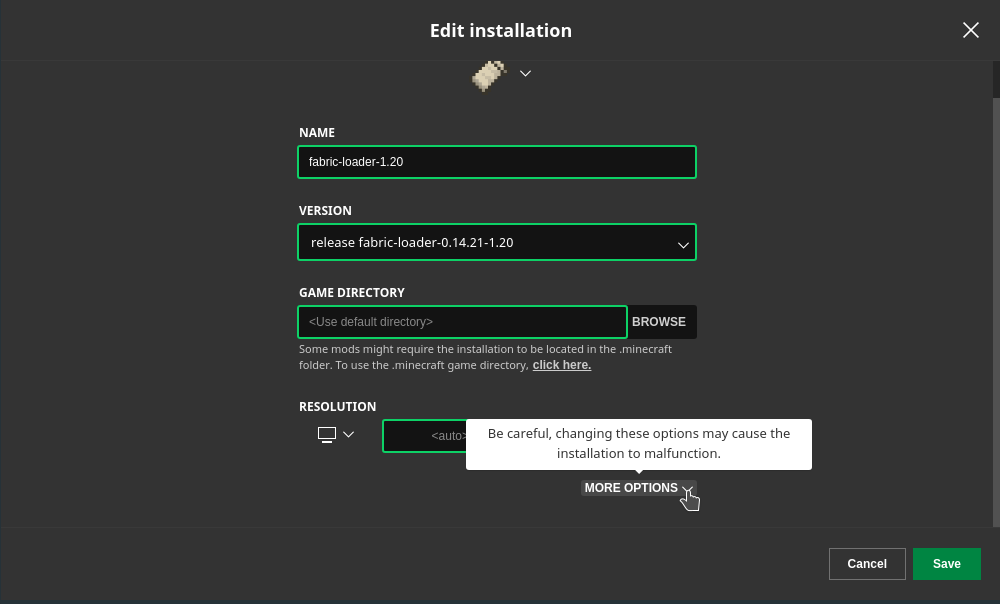 Edit installation
NAME
fabric-loader-1.20
VERSION
release fabric-loader-0.14.21-1.20
GAME DIRECTORY
<Use default directory>
BROWSE
Some mods might require the installation to be located in the .minecraft
folder. To use the .minecraft game directory, click here.
RESOLUTION
<auto>
Be careful, changing these options may cause the
installation to malfunction.
MORE OPTIONS
Cancel
Save